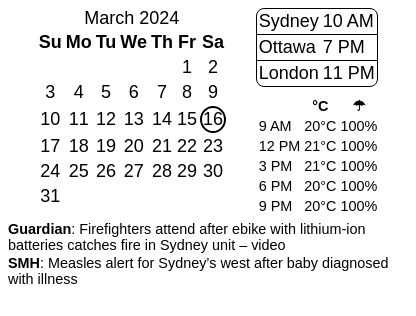 March 2024
Su Mo Tu We Th Fr Sa
1 2
3 4 5 6 7 8 9
10 11 12 13 14 15 16
17 18 19 20 21 22 23
24 25 26 27 28 29 30
31
Sydney 10 AM
Ottawa 7 PM
London 11 PM
°C ☂
9 AM 20°C 100%
12 PM 21°C 100%
3 PM 21°C 100%
6 PM 20°C 100%
9 PM 20°C 100%
Guardian: Firefighters attend after ebike with lithium-ion
batteries catches fire in Sydney unit – video
SMH: Measles alert for Sydney's west after baby diagnosed
with illness